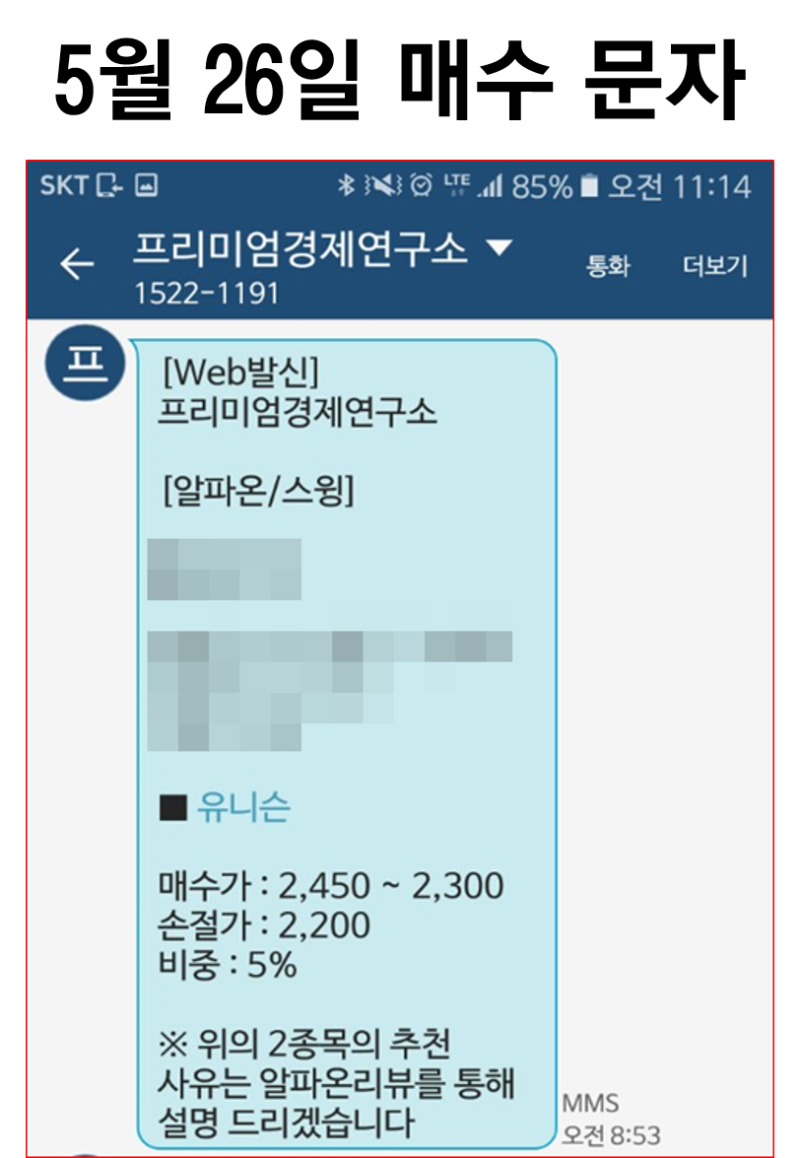 5월 26일 매수 문자
SKT LTE 85% 오전 11:14
프리미엄경제연구소 통화 더보기
1522-1191
프
[Web발신]
프리미엄경제연구소
[알파온/스윙]
■ 유니슨
매수가 : 2,450 ~ 2,300
손절가 : 2,200
비중 : 5%
※ 위의 2종목의 추천
사유는 알파온리뷰를 통해
설명 드리겠습니다
MMS
오전 8:53